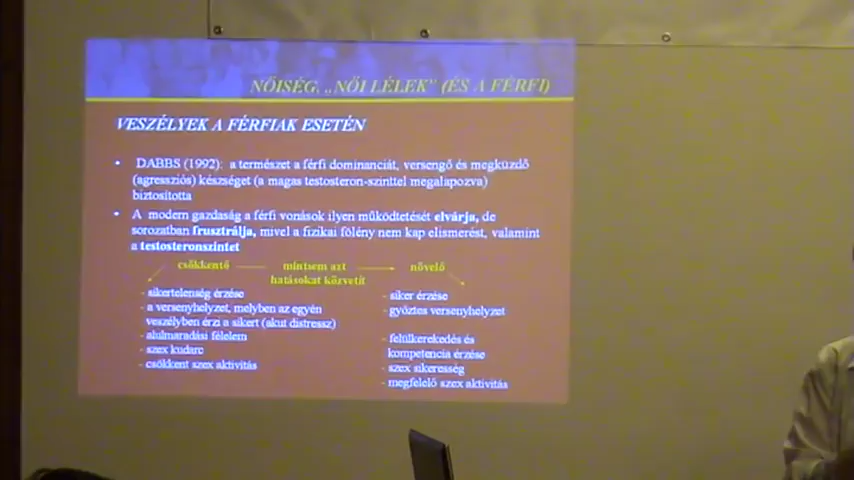 NŐISÉG, „NŐI LÉLEK” (ÉS A FÉRFI)
VESZÉLYEK A FÉRFIAK ESETÉN
• DABBS (1992): a természet a férfi dominanciát, versengő és megküzdő
(agressziós) készséget (a magas testosteron-szinttel megalapozva)
biztosította
• A modern gazdaság a férfi vonások ilyen működtetését elvárja, de
sorozatban frusztrálja, mivel a fizikai fölény nem kap elismerést, valamint
a testosteronszintet
csökkentő mintsem azt növelő
hatásokat közvetít
- sikertelenség érzése
- a versenyhelyzet, melyben az egyén
veszélyben érzi a sikert (akut distressz)
- alulmaradási félelem
- szex kudarc
- csökkent szex aktivitás
- siker érzése
- győztes versenyhelyzet
- felülkerekedés és
kompetencia érzése
- szex sikeresség
- megfelelő szex aktivitás